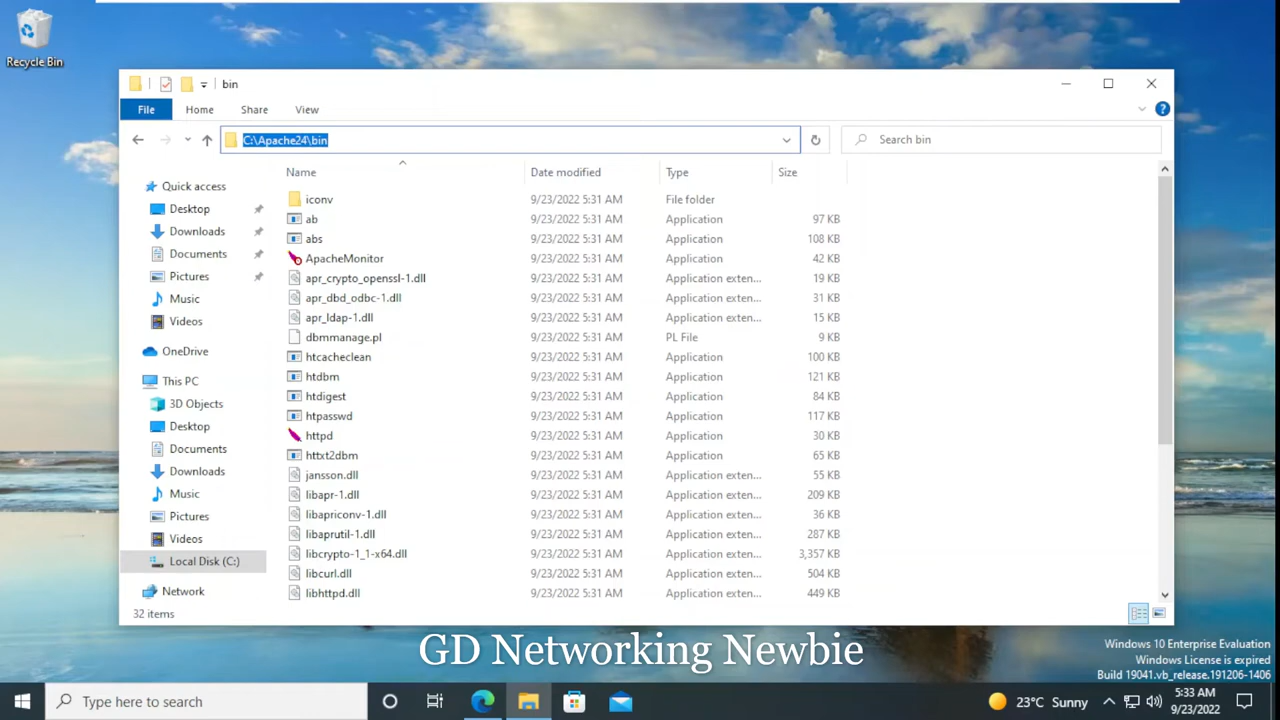 Recycle Bin
bin
File Home Share View
C:\Apache24\bin
Search bin
Name Date modified Type Size
Quick access
Desktop
Downloads
Documents
Pictures
Music
Videos
OneDrive
This PC
3D Objects
Desktop
Documents
Downloads
Music
Pictures
Videos
Local Disk (C:)
Network
iconv 9/23/2022 5:31 AM File folder
ab 9/23/2022 5:31 AM Application 97 KB
abs 9/23/2022 5:31 AM Application 108 KB
ApacheMonitor 9/23/2022 5:31 AM Application 42 KB
apr_crypto_openssl-1.dll 9/23/2022 5:31 AM Application exten... 19 KB
apr_dbd_odbc-1.dll 9/23/2022 5:31 AM Application exten... 31 KB
apr_ldap-1.dll 9/23/2022 5:31 AM Application exten... 15 KB
dbmmanage.pl 9/23/2022 5:31 AM PL File 9 KB
htcacheclean 9/23/2022 5:31 AM Application 100 KB
htdbm 9/23/2022 5:31 AM Application 121 KB
htdigest 9/23/2022 5:31 AM Application 84 KB
htpasswd 9/23/2022 5:31 AM Application 117 KB
httpd 9/23/2022 5:31 AM Application 30 KB
httxt2dbm 9/23/2022 5:31 AM Application 65 KB
jansson.dll 9/23/2022 5:31 AM Application exten... 55 KB
libapr-1.dll 9/23/2022 5:31 AM Application exten... 209 KB
libapriconv-1.dll 9/23/2022 5:31 AM Application exten... 36 KB
libaprutil-1.dll 9/23/2022 5:31 AM Application exten... 287 KB
libcrypto-1_1-x64.dll 9/23/2022 5:31 AM Application exten... 3,357 KB
libcurl.dll 9/23/2022 5:31 AM Application exten... 504 KB
libhttpd.dll 9/23/2022 5:31 AM Application exten... 449 KB
32 items
GD Networking Newbie
Windows 10 Enterprise Evaluation
Windows License is expired
Build 19041.vb_release.191206-1406
Type here to search
23°C Sunny
5:33 AM
9/23/2022